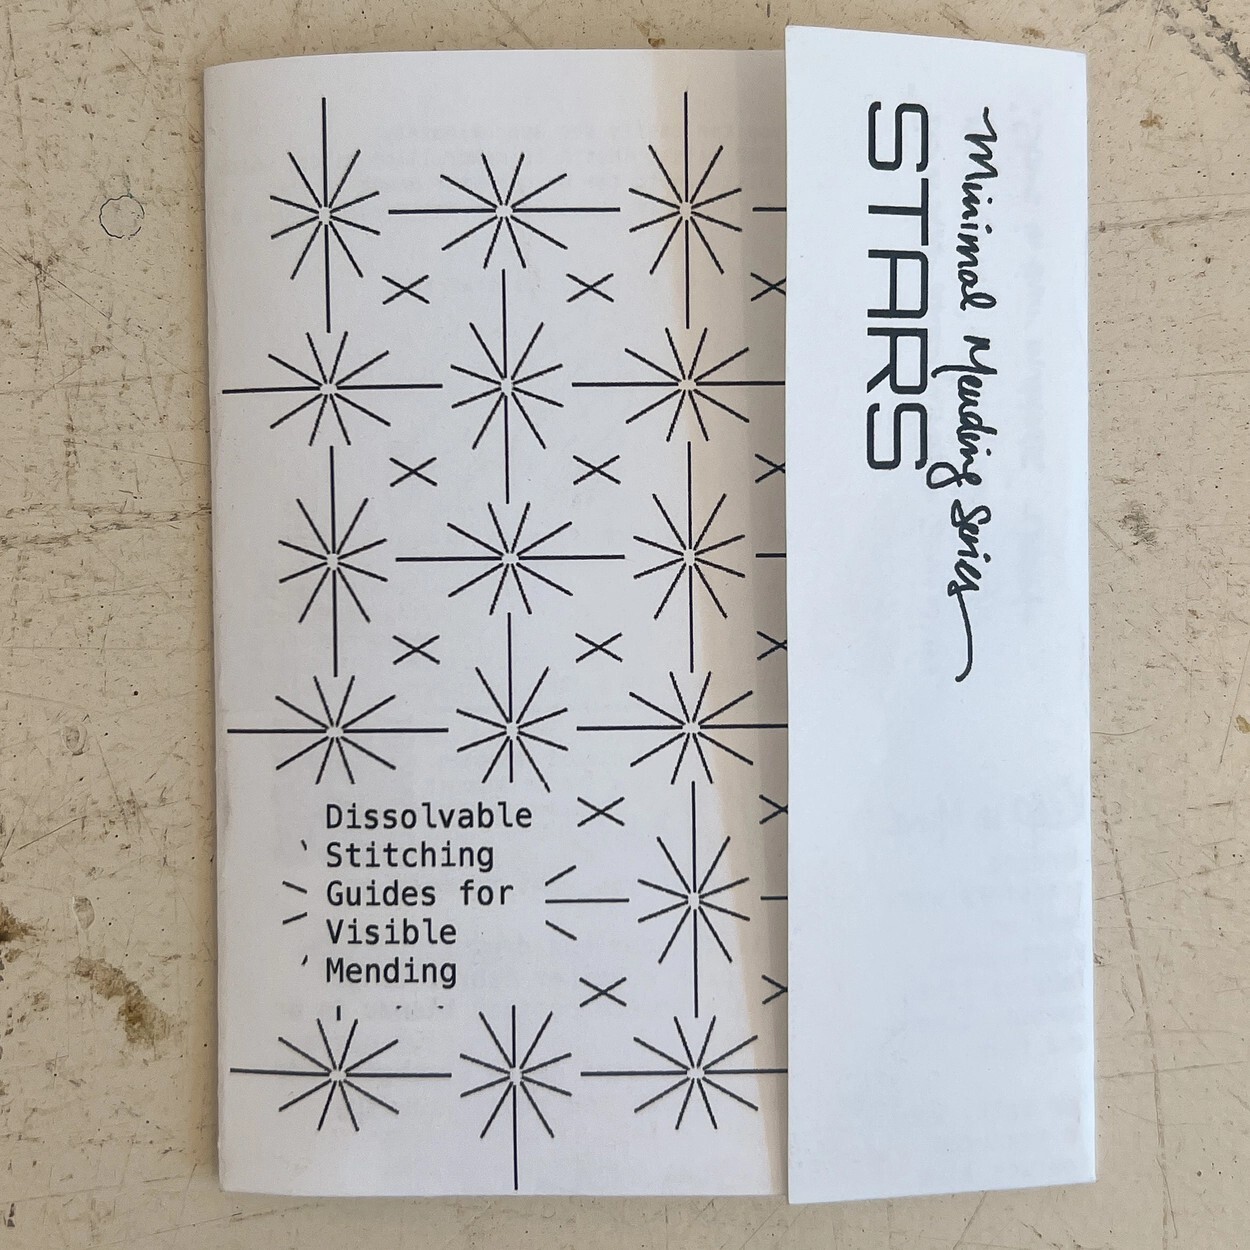 Dissolvable
Stitching
Guides for
Visible
Mending
Minimal Mending Series
STARS